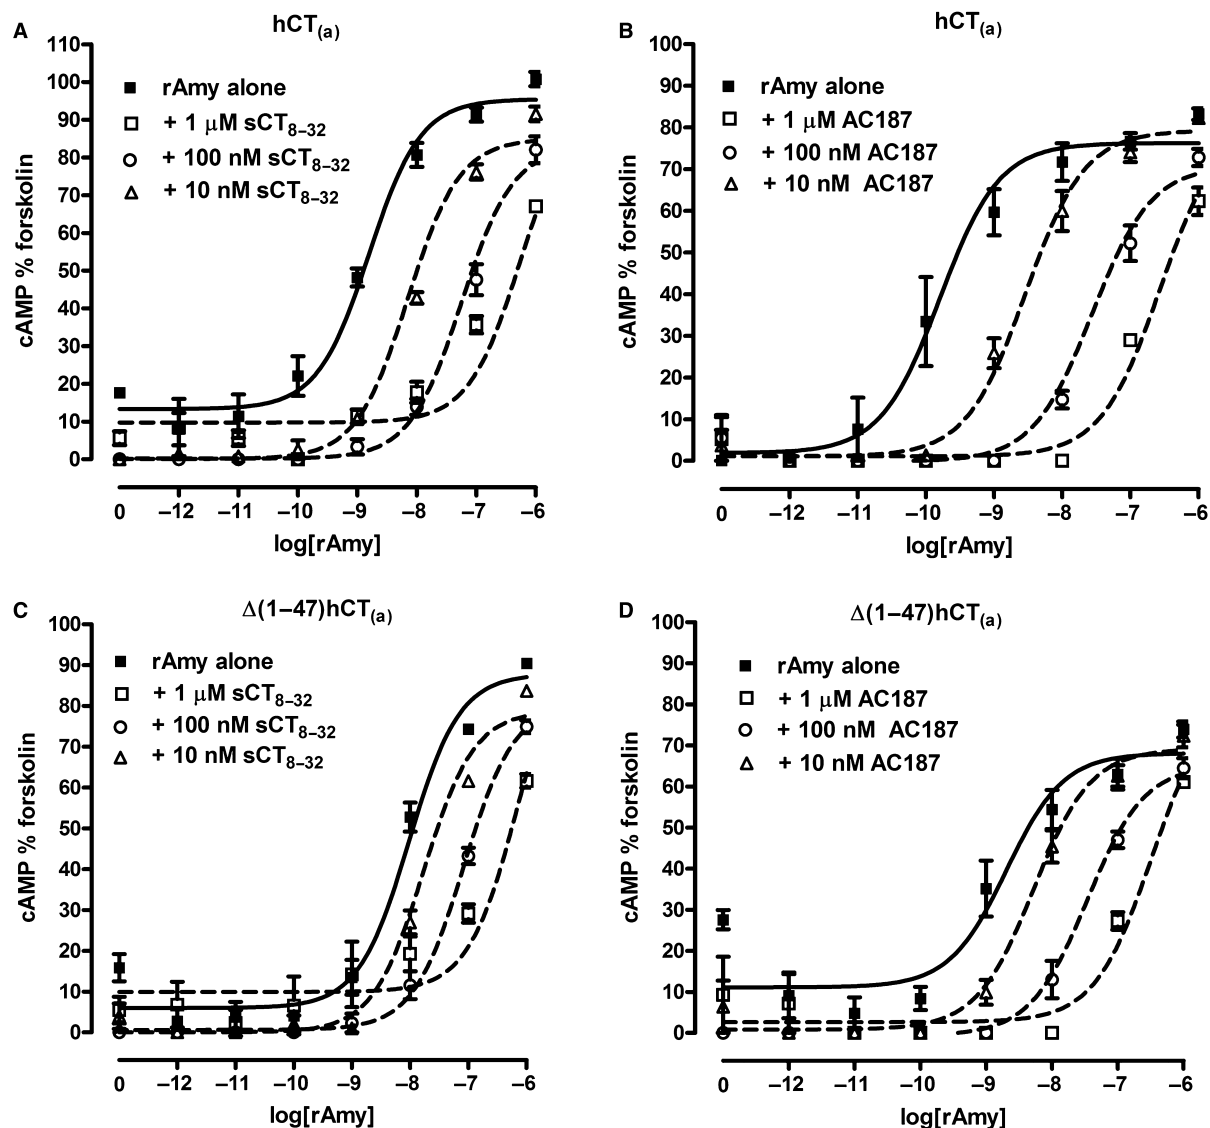 A
hCT(a)
110
100
90
80
70
60
50
40
30
20
10
0
cAMP % forskolin
rAmy alone
+ 1 μM sCT8–32
+ 100 nM sCT8–32
+ 10 nM sCT8–32
0 –12 –11 –10 –9 –8 –7 –6
log[rAmy]
B
hCT(a)
100
90
80
70
60
50
40
30
20
10
0
cAMP % forskolin
rAmy alone
+ 1 μM AC187
+ 100 nM AC187
+ 10 nM AC187
0 –12 –11 –10 –9 –8 –7 –6
log[rAmy]
C
Δ(1–47)hCT(a)
100
90
80
70
60
50
40
30
20
10
0
cAMP % forskolin
rAmy alone
+ 1 μM sCT8–32
+ 100 nM sCT8–32
+ 10 nM sCT8–32
0 –12 –11 –10 –9 –8 –7 –6
log[rAmy]
D
Δ(1–47)hCT(a)
100
90
80
70
60
50
40
30
20
10
0
cAMP % forskolin
rAmy alone
+ 1 μM AC187
+ 100 nM AC187
+ 10 nM AC187
0 –12 –11 –10 –9 –8 –7 –6
log[rAmy]